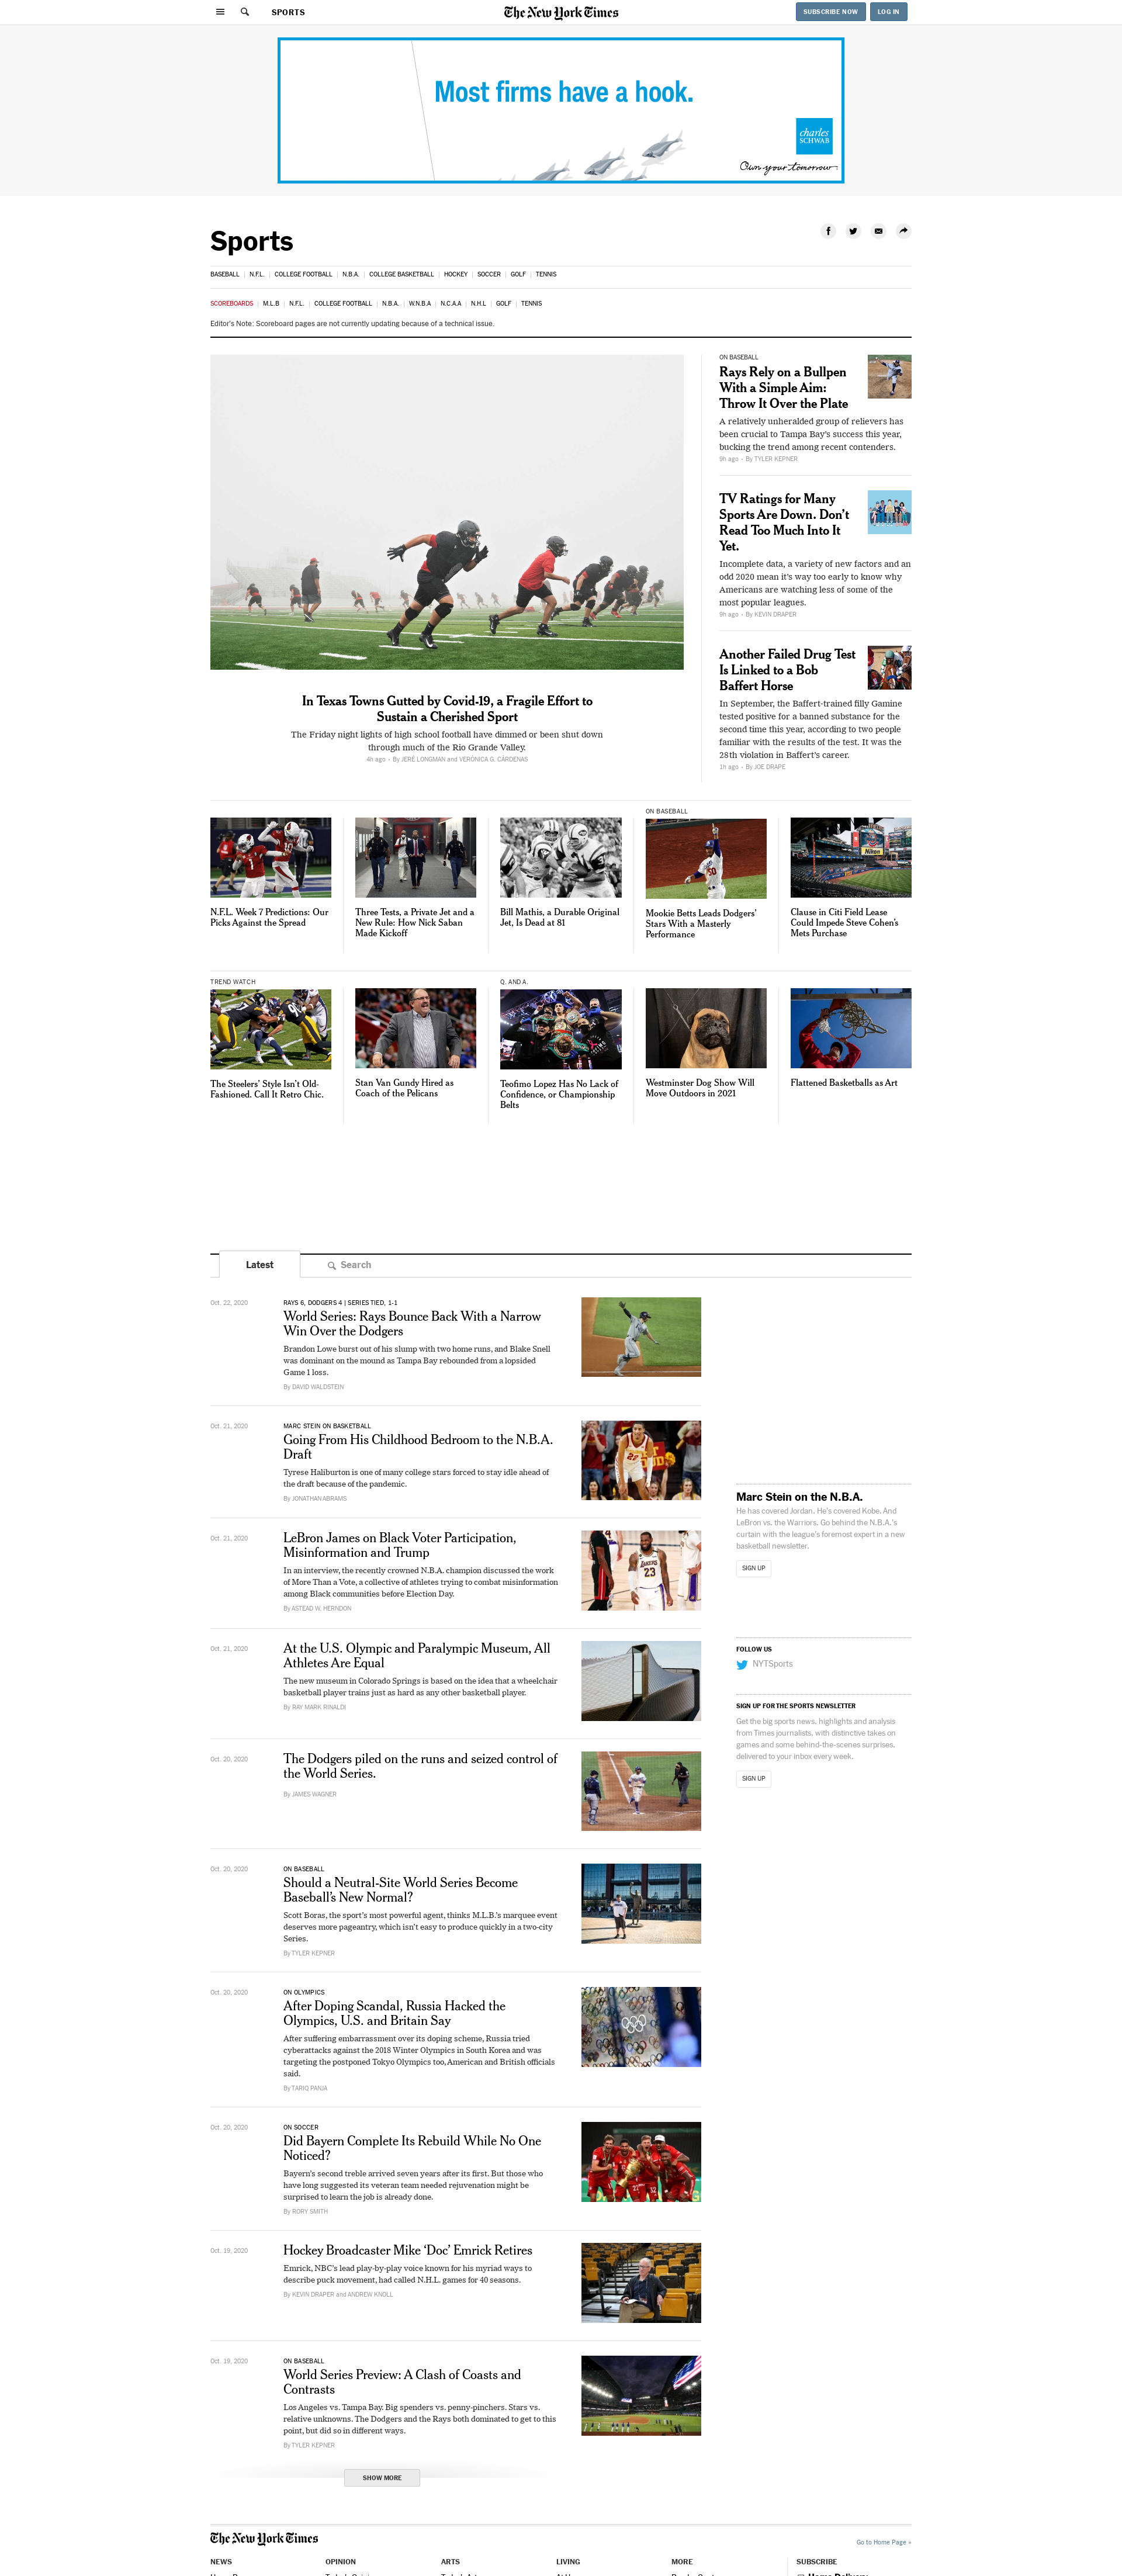 SPORTS
The New York Times
SUBSCRIBE NOW
LOG IN
Most firms have a hook.
charles
SCHWAB
Own your tomorrow
Sports
BASEBALL
N.F.L.
COLLEGE FOOTBALL
N.B.A.
COLLEGE BASKETBALL
HOCKEY
SOCCER
GOLF
TENNIS
SCOREBOARDS
M.L.B
N.F.L.
COLLEGE FOOTBALL
N.B.A.
W.N.B.A
N.C.A.A
N.H.L
GOLF
TENNIS
Editor's Note: Scoreboard pages are not currently updating because of a technical issue.
In Texas Towns Gutted by Covid-19, a Fragile Effort to
Sustain a Cherished Sport
The Friday night lights of high school football have dimmed or been shut down
through much of the Rio Grande Valley.
4h ago – By JERÉ LONGMAN and VERÓNICA G. CÁRDENAS
ON BASEBALL
Rays Rely on a Bullpen
With a Simple Aim:
Throw It Over the Plate
A relatively unheralded group of relievers has
been crucial to Tampa Bay's success this year,
bucking the trend among recent contenders.
9h ago – By TYLER KEPNER
TV Ratings for Many
Sports Are Down. Don't
Read Too Much Into It
Yet.
Incomplete data, a variety of new factors and an
odd 2020 mean it's way too early to know why
Americans are watching less of some of the
most popular leagues.
9h ago – By KEVIN DRAPER
Another Failed Drug Test
Is Linked to a Bob
Baffert Horse
In September, the Baffert-trained filly Gamine
tested positive for a banned substance for the
second time this year, according to two people
familiar with the results of the test. It was the
28th violation in Baffert's career.
1h ago – By JOE DRAPE
N.F.L. Week 7 Predictions: Our
Picks Against the Spread
Three Tests, a Private Jet and a
New Rule: How Nick Saban
Made Kickoff
Bill Mathis, a Durable Original
Jet, Is Dead at 81
ON BASEBALL
Mookie Betts Leads Dodgers'
Stars With a Masterly
Performance
Clause in Citi Field Lease
Could Impede Steve Cohen's
Mets Purchase
TREND WATCH
The Steelers' Style Isn't Old-
Fashioned. Call It Retro Chic.
Stan Van Gundy Hired as
Coach of the Pelicans
Q. AND A.
Teofimo Lopez Has No Lack of
Confidence, or Championship
Belts
Westminster Dog Show Will
Move Outdoors in 2021
Flattened Basketballs as Art
Latest
Search
Oct. 22, 2020
RAYS 6, DODGERS 4 | SERIES TIED, 1-1
World Series: Rays Bounce Back With a Narrow
Win Over the Dodgers
Brandon Lowe burst out of his slump with two home runs, and Blake Snell
was dominant on the mound as Tampa Bay rebounded from a lopsided
Game 1 loss.
By DAVID WALDSTEIN
Oct. 21, 2020
MARC STEIN ON BASKETBALL
Going From His Childhood Bedroom to the N.B.A.
Draft
Tyrese Haliburton is one of many college stars forced to stay idle ahead of
the draft because of the pandemic.
By JONATHAN ABRAMS
Oct. 21, 2020
LeBron James on Black Voter Participation,
Misinformation and Trump
In an interview, the recently crowned N.B.A. champion discussed the work
of More Than a Vote, a collective of athletes trying to combat misinformation
among Black communities before Election Day.
By ASTEAD W. HERNDON
Oct. 21, 2020
At the U.S. Olympic and Paralympic Museum, All
Athletes Are Equal
The new museum in Colorado Springs is based on the idea that a wheelchair
basketball player trains just as hard as any other basketball player.
By RAY MARK RINALDI
Oct. 20, 2020
The Dodgers piled on the runs and seized control of
the World Series.
By JAMES WAGNER
Oct. 20, 2020
ON BASEBALL
Should a Neutral-Site World Series Become
Baseball's New Normal?
Scott Boras, the sport's most powerful agent, thinks M.L.B.'s marquee event
deserves more pageantry, which isn't easy to produce quickly in a two-city
Series.
By TYLER KEPNER
Oct. 20, 2020
ON OLYMPICS
After Doping Scandal, Russia Hacked the
Olympics, U.S. and Britain Say
After suffering embarrassment over its doping scheme, Russia tried
cyberattacks against the 2018 Winter Olympics in South Korea and was
targeting the postponed Tokyo Olympics too, American and British officials
said.
By TARIQ PANJA
Oct. 20, 2020
ON SOCCER
Did Bayern Complete Its Rebuild While No One
Noticed?
Bayern's second treble arrived seven years after its first. But those who
have long suggested its veteran team needed rejuvenation might be
surprised to learn the job is already done.
By RORY SMITH
Oct. 19, 2020
Hockey Broadcaster Mike 'Doc' Emrick Retires
Emrick, NBC's lead play-by-play voice known for his myriad ways to
describe puck movement, had called N.H.L. games for 40 seasons.
By KEVIN DRAPER and ANDREW KNOLL
Oct. 19, 2020
ON BASEBALL
World Series Preview: A Clash of Coasts and
Contrasts
Los Angeles vs. Tampa Bay. Big spenders vs. penny-pinchers. Stars vs.
relative unknowns. The Dodgers and the Rays both dominated to get to this
point, but did so in different ways.
By TYLER KEPNER
SHOW MORE
Marc Stein on the N.B.A.
He has covered Jordan. He's covered Kobe. And
LeBron vs. the Warriors. Go behind the N.B.A.'s
curtain with the league's foremost expert in a new
basketball newsletter.
SIGN UP
FOLLOW US
NYTSports
SIGN UP FOR THE SPORTS NEWSLETTER
Get the big sports news, highlights and analysis
from Times journalists, with distinctive takes on
games and some behind-the-scenes surprises,
delivered to your inbox every week.
SIGN UP
The New York Times
Go to Home Page »
NEWS
OPINION
ARTS
LIVING
MORE
SUBSCRIBE